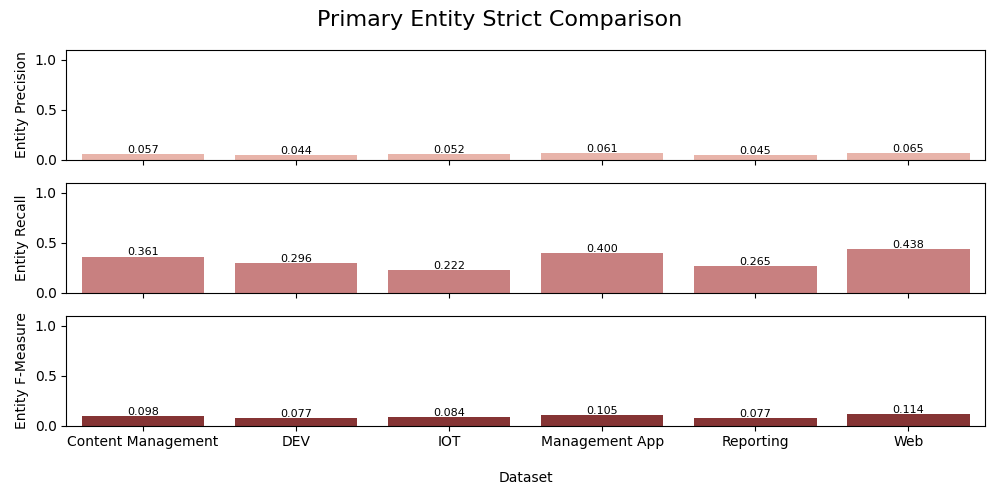 Primary Entity Strict Comparison
Entity Precision
1.0
0.5
0.0
0.057 0.044 0.052 0.061 0.045 0.065
Entity Recall
1.0
0.5
0.0
0.361 0.296 0.222 0.400 0.265 0.438
Entity F-Measure
1.0
0.5
0.0
0.098 0.077 0.084 0.105 0.077 0.114
Content Management DEV IOT Management App Reporting Web
Dataset